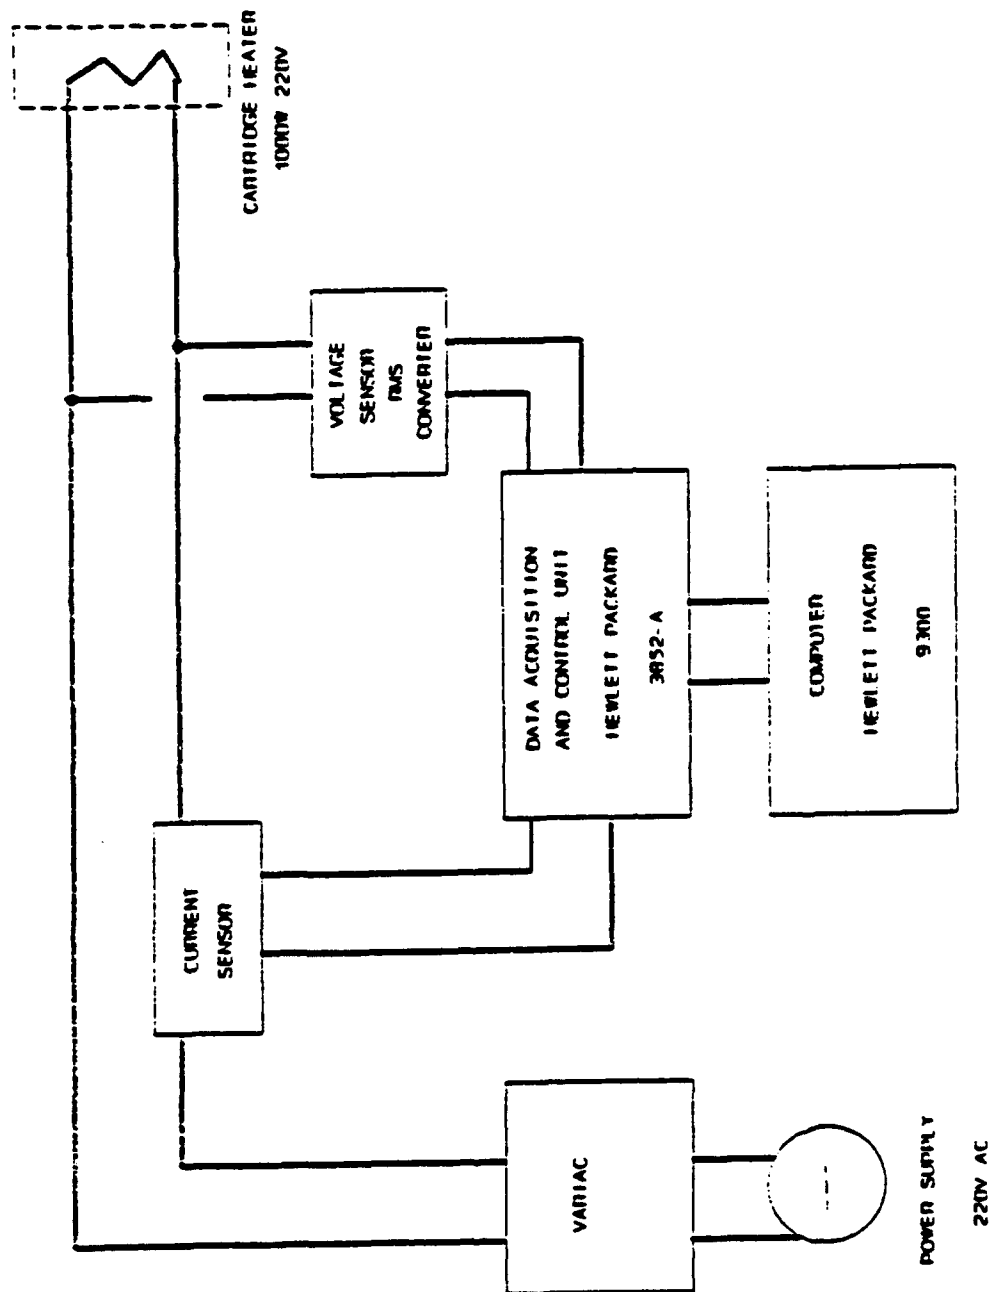 CARTRIDGE HEATER
1000W 220V
VOLTAGE
SENSOR
RMS
CONVERTER
DATA ACQUISITION
AND CONTROL UNIT
HEWLETT PACKARD
3852-A
COMPUTER
HEWLETT PACKARD
9300
CURRENT
SENSOR
VARIAC
POWER SUPPLY
220V AC